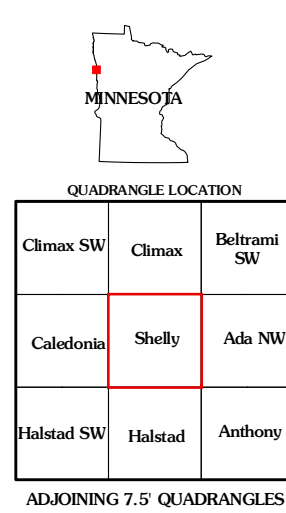 MINNESOTA
QUADRANGLE LOCATION
Climax SW
Climax
Beltrami
SW
Caledonia
Shelly
Ada NW
Halstad SW
Halstad
Anthony
ADJOINING 7.5' QUADRANGLES